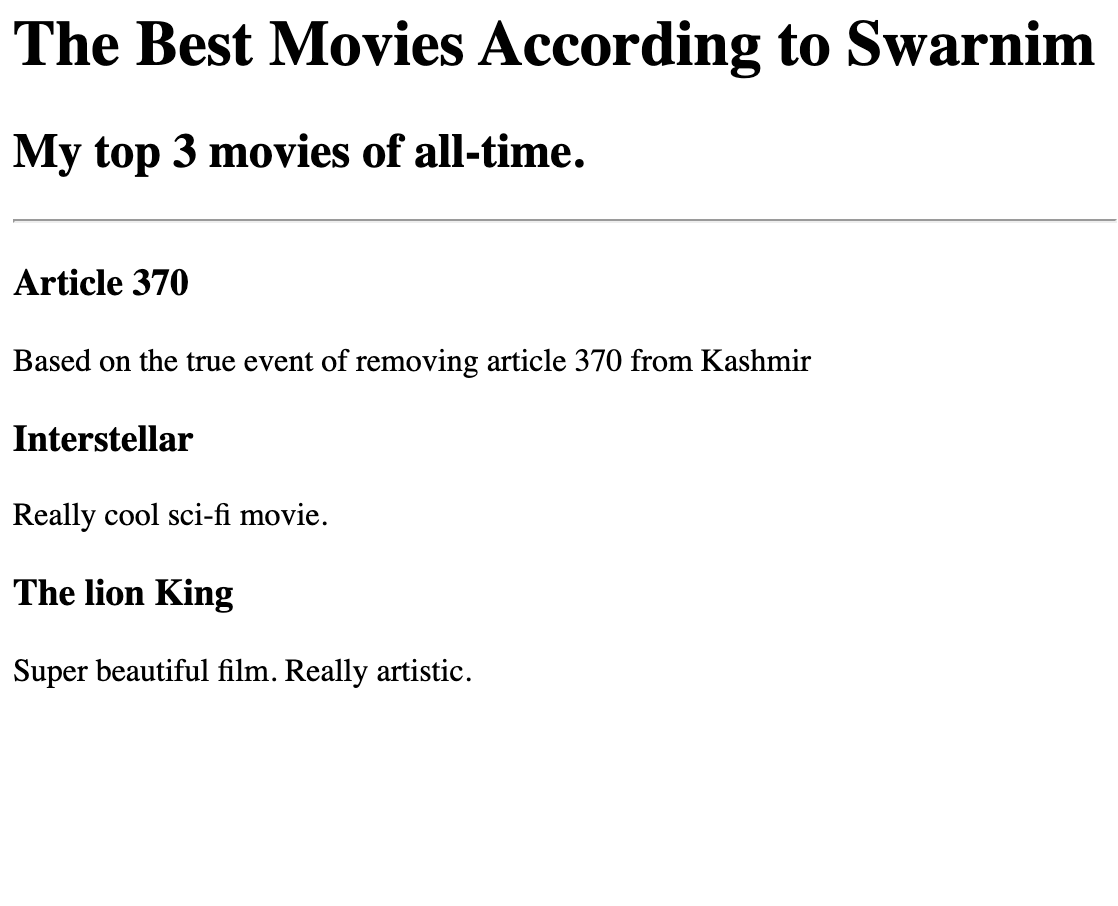 The Best Movies According to Swarnim
My top 3 movies of all-time.
Article 370
Based on the true event of removing article 370 from Kashmir
Interstellar
Really cool sci-fi movie.
The lion King
Super beautiful film. Really artistic.